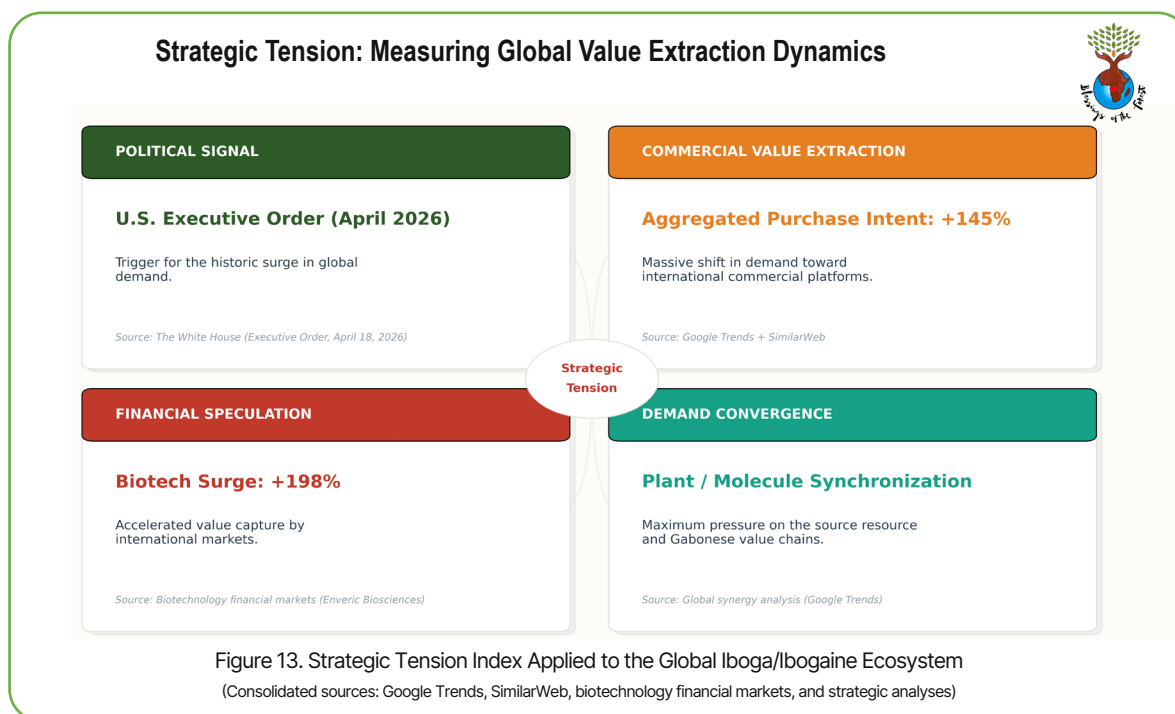 Strategic Tension: Measuring Global Value Extraction Dynamics
Blessings of the Forest
POLITICAL SIGNAL
U.S. Executive Order (April 2026)
Trigger for the historic surge in global
demand.
Source: The White House (Executive Order, April 18, 2026)
COMMERCIAL VALUE EXTRACTION
Aggregated Purchase Intent: +145%
Massive shift in demand toward
international commercial platforms.
Source: Google Trends + SimilarWeb
Strategic
Tension
FINANCIAL SPECULATION
Biotech Surge: +198%
Accelerated value capture by
international markets.
Source: Biotechnology financial markets (Enveric Biosciences)
DEMAND CONVERGENCE
Plant / Molecule Synchronization
Maximum pressure on the source resource
and Gabonese value chains.
Source: Global synergy analysis (Google Trends)
Figure 13. Strategic Tension Index Applied to the Global Iboga/Ibogaine Ecosystem
(Consolidated sources: Google Trends, SimilarWeb, biotechnology financial markets, and strategic analyses)